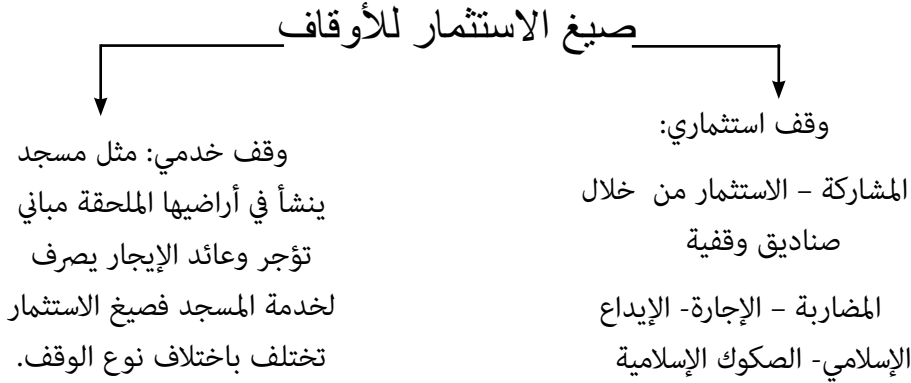 صيغ الاستثمار للأوقاف
وقف استثماري:
المشاركة – الاستثمار من خلال
صناديق وقفية
المضاربة – الإجارة- الإيداع
الإسلامي- الصكوك الإسلامية
وقف خدمي: مثل مسجد
ينشأ في أراضيها الملحقة مباني
تؤجر وعائد الإيجار يصرف
لخدمة المسجد فصيغ الاستثمار
تختلف باختلاف نوع الوقف.